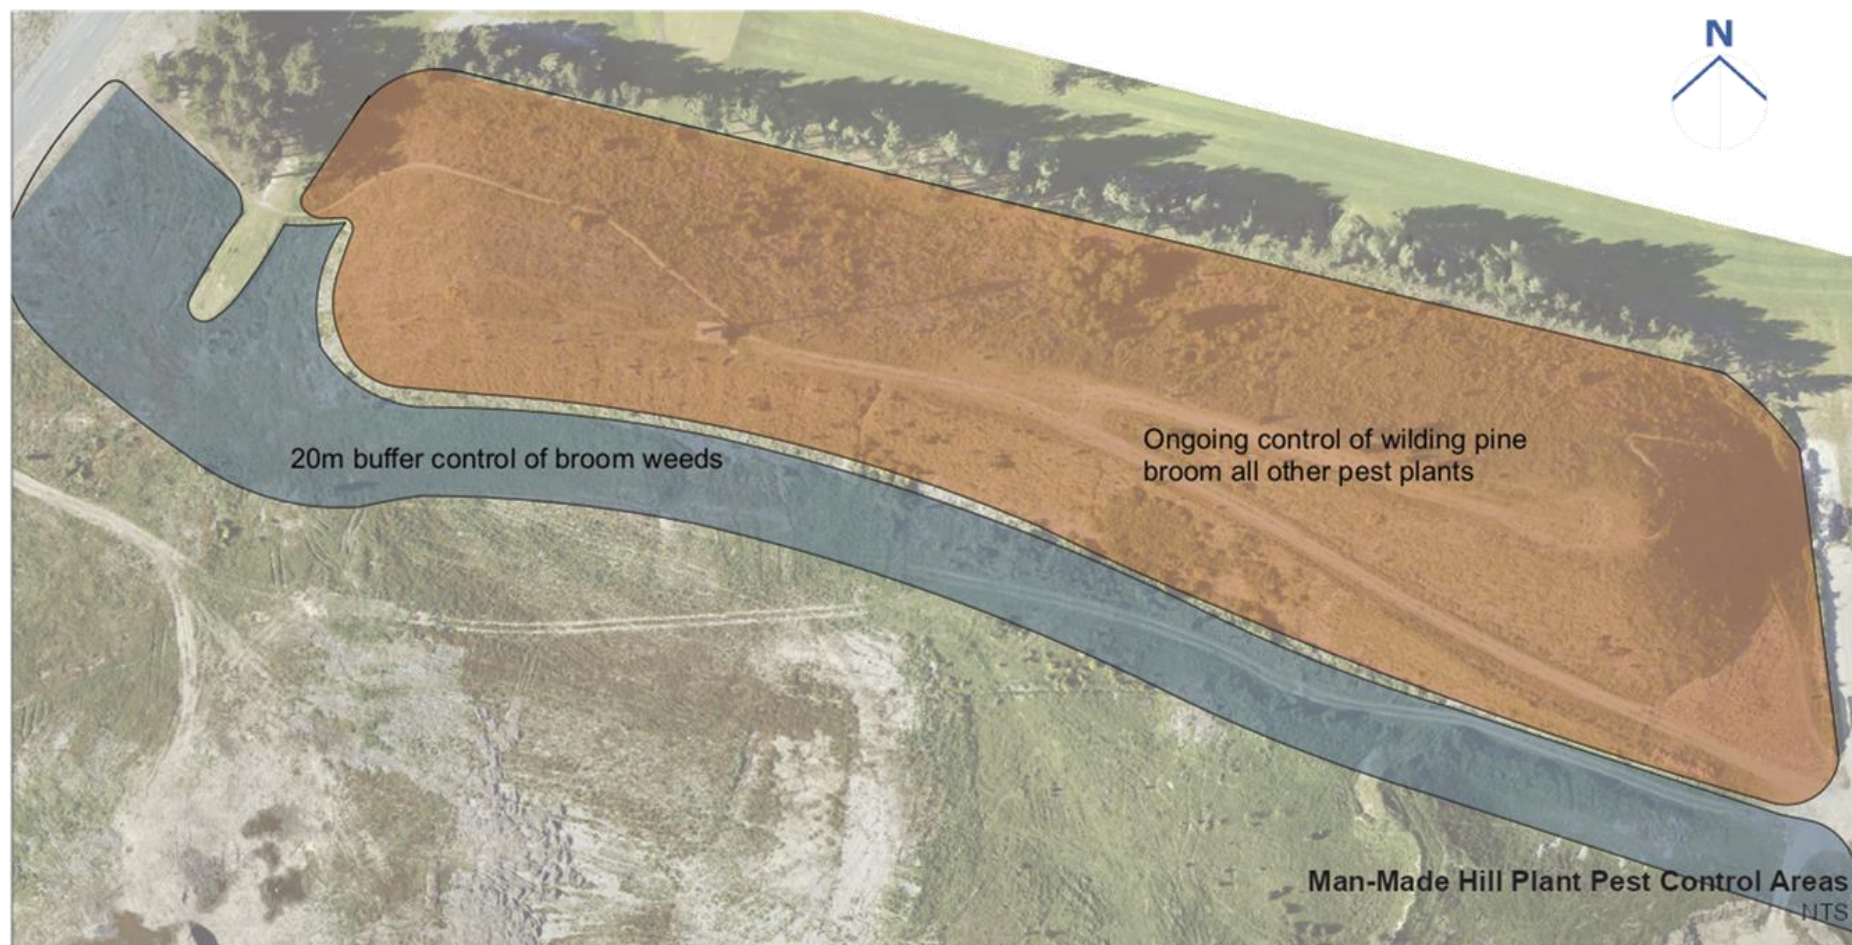 N
20m buffer control of broom weeds
Ongoing control of wilding pine
broom all other pest plants
Man-Made Hill Plant Pest Control Areas
NTS